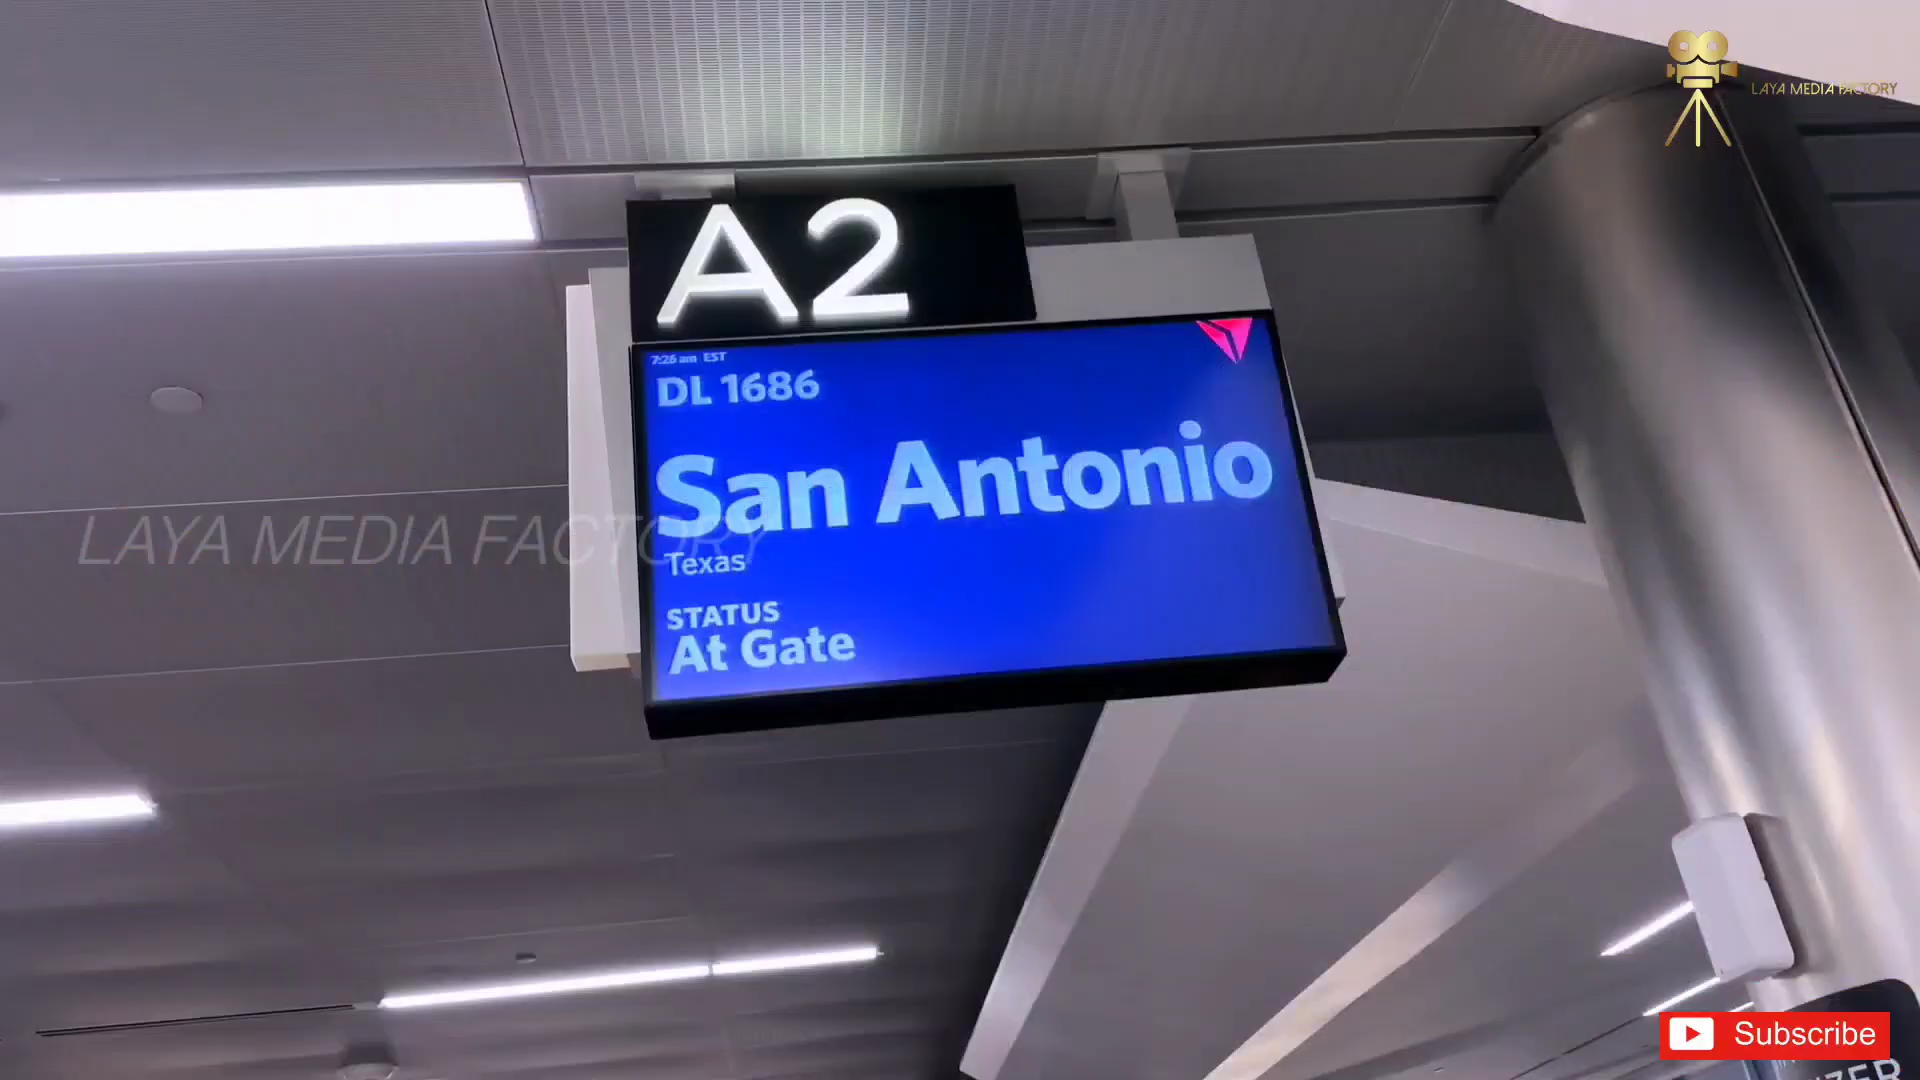 LAYA MEDIA FACTORY
A2
7:26 am EST
DL 1686
San Antonio
LAYA MEDIA FACTORY
Texas
STATUS
At Gate
Subscribe